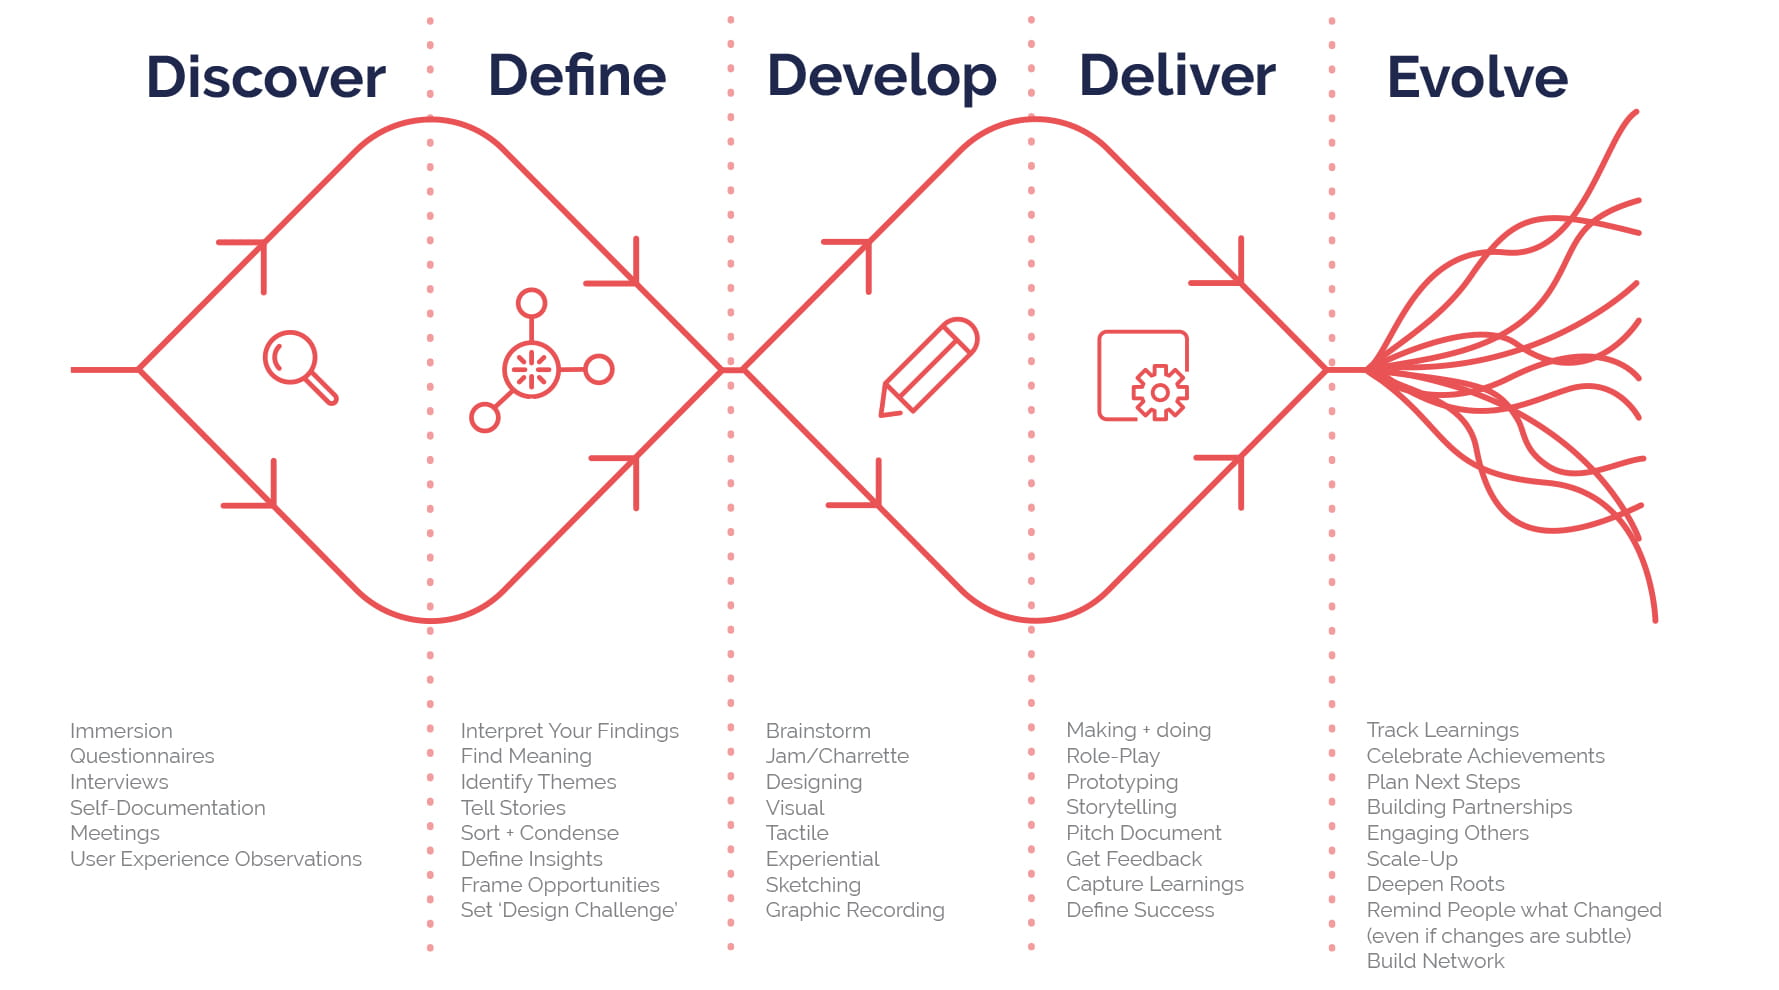 Discover
Define
Develop
Deliver
Evolve
Immersion
Questionnaires
Interviews
Self-Documentation
Meetings
User Experience Observations
Interpret Your Findings
Find Meaning
Identify Themes
Tell Stories
Sort + Condense
Define Insights
Frame Opportunities
Set ‘Design Challenge’
Brainstorm
Jam/Charrette
Designing
Visual
Tactile
Experiential
Sketching
Graphic Recording
Making + doing
Role-Play
Prototyping
Storytelling
Pitch Document
Get Feedback
Capture Learnings
Define Success
Track Learnings
Celebrate Achievements
Plan Next Steps
Building Partnerships
Engaging Others
Scale-Up
Deepen Roots
Remind People what Changed
(even if changes are subtle)
Build Network